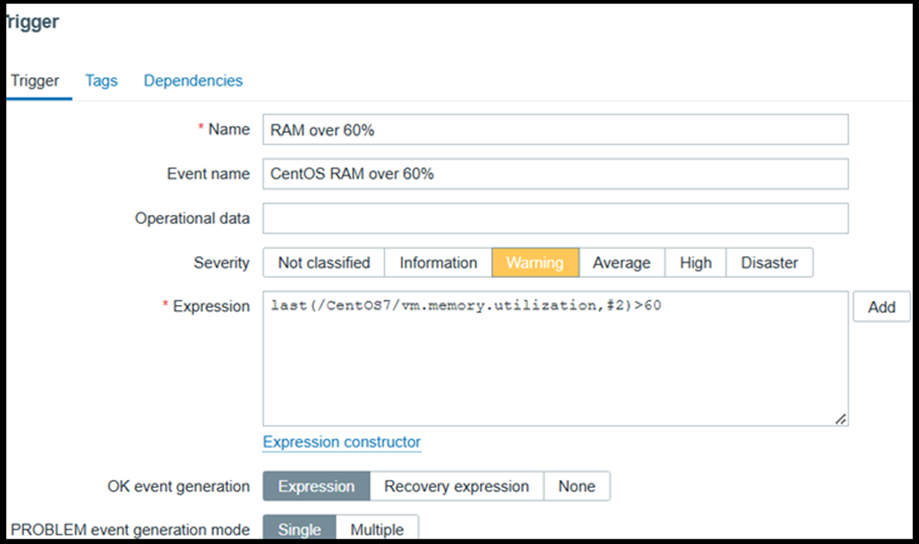 Trigger
Trigger Tags Dependencies
* Name RAM over 60%
Event name CentOS RAM over 60%
Operational data
Severity Not classified Information Warning Average High Disaster
* Expression last(/CentOS7/vm.memory.utilization,#2)>60 Add
Expression constructor
OK event generation Expression Recovery expression None
PROBLEM event generation mode Single Multiple